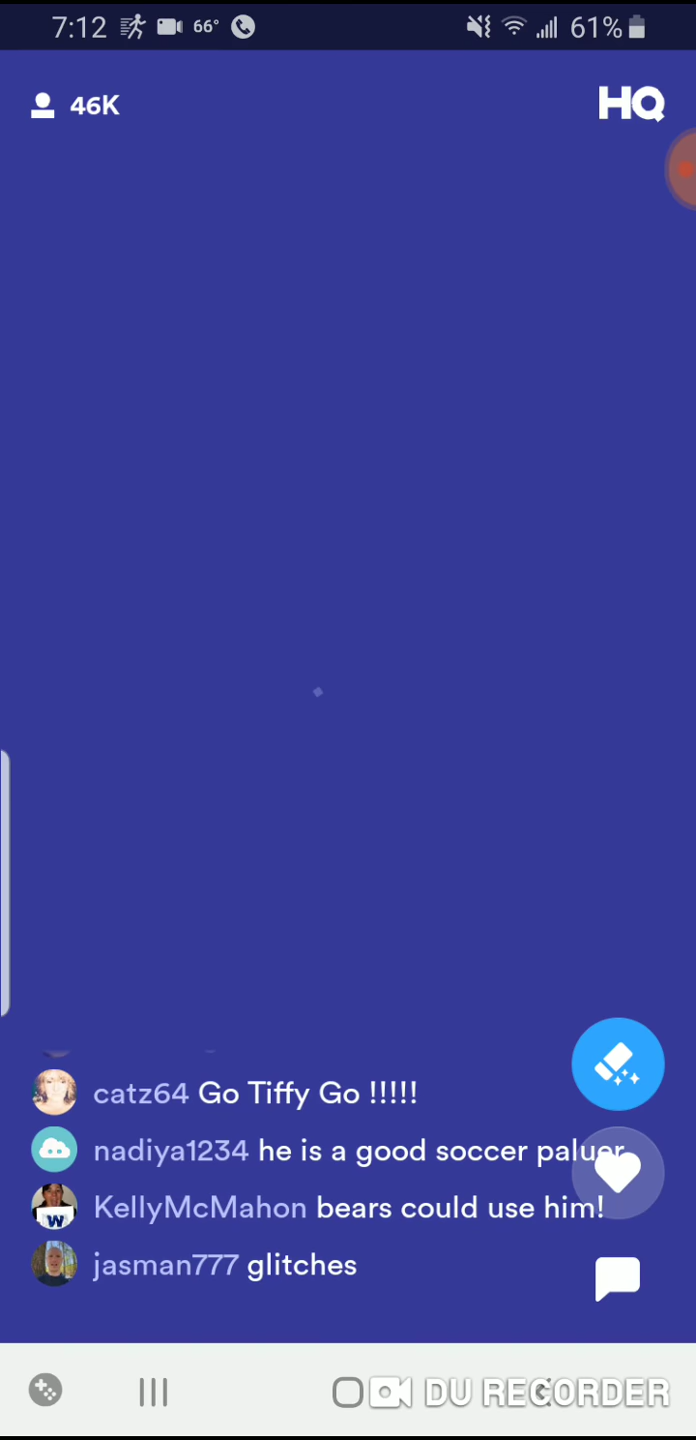 7:12 66° 61%
46K HQ
catz64 Go Tiffy Go !!!!!
nadiya1234 he is a good soccer paluer
KellyMcMahon bears could use him!
W
jasman777 glitches
DU RECORDER